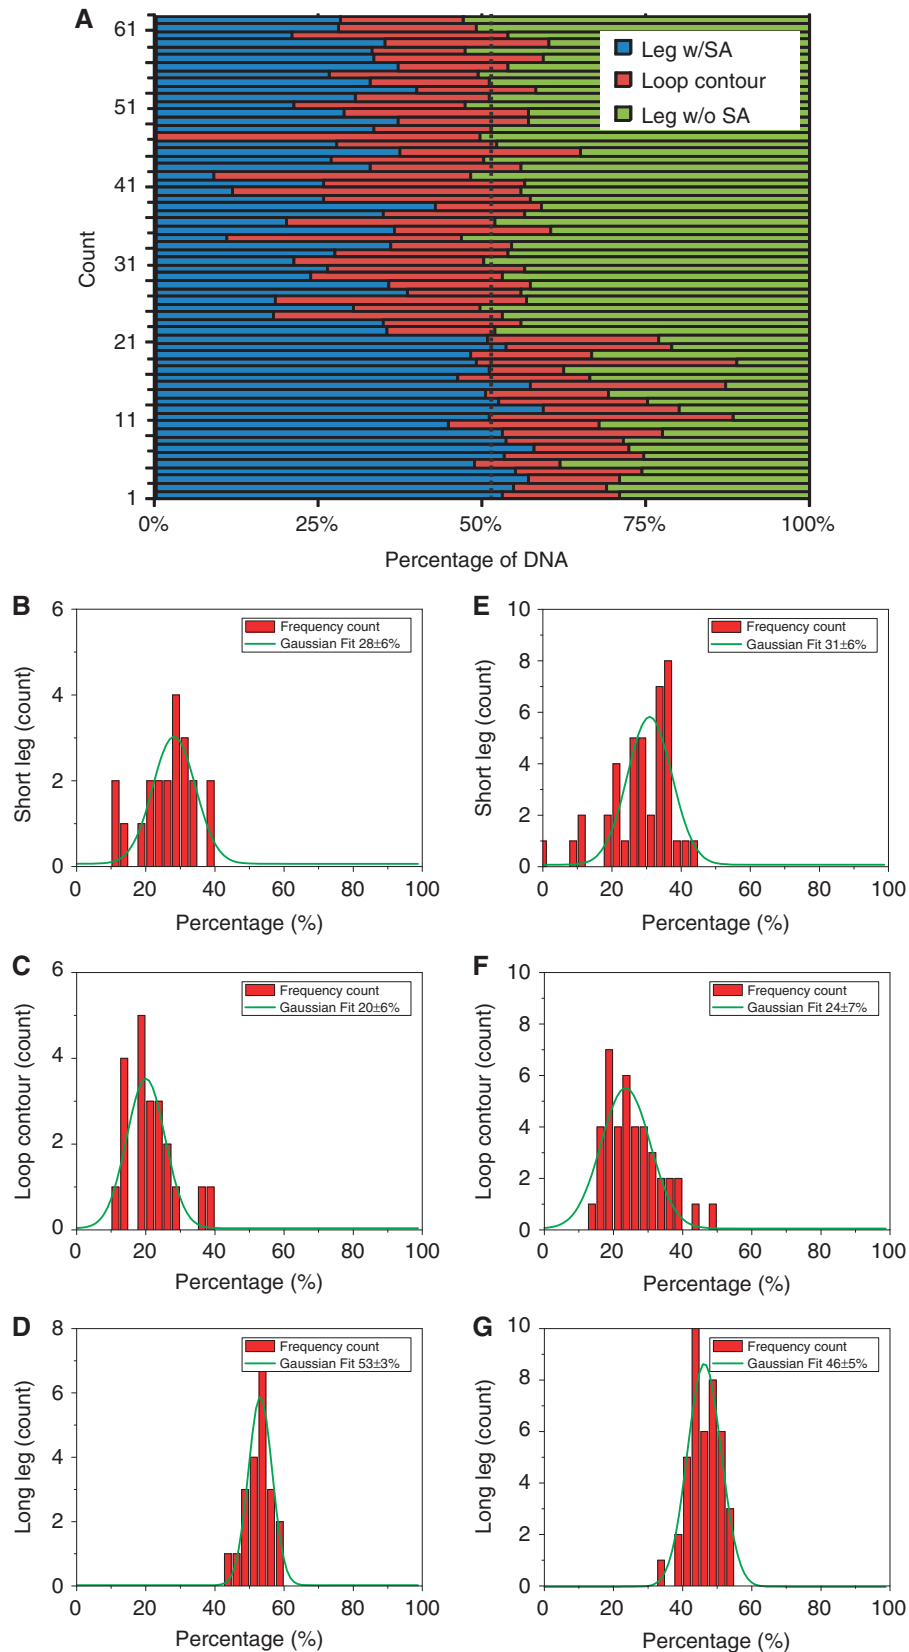 A
61
51
41
31
21
11
1
Count
Leg w/SA
Loop contour
Leg w/o SA
0% 25% 50% 75% 100%
Percentage of DNA
B
6
4
2
0
Short leg (count)
Frequency count
Gaussian Fit 28±6%
0 20 40 60 80 100
Percentage (%)
E
10
8
6
4
2
0
Short leg (count)
Frequency count
Gaussian Fit 31±6%
0 20 40 60 80 100
Percentage (%)
C
6
4
2
0
Loop contour (count)
Frequency count
Gaussian Fit 20±6%
0 20 40 60 80 100
Percentage (%)
F
10
8
6
4
2
0
Loop contour (count)
Frequency count
Gaussian Fit 24±7%
0 20 40 60 80 100
Percentage (%)
D
8
6
4
2
0
Long leg (count)
Frequency count
Gaussian Fit 53±3%
0 20 40 60 80 100
Percentage (%)
G
10
8
6
4
2
0
Long leg (count)
Frequency count
Gaussian Fit 46±5%
0 20 40 60 80 100
Percentage (%)